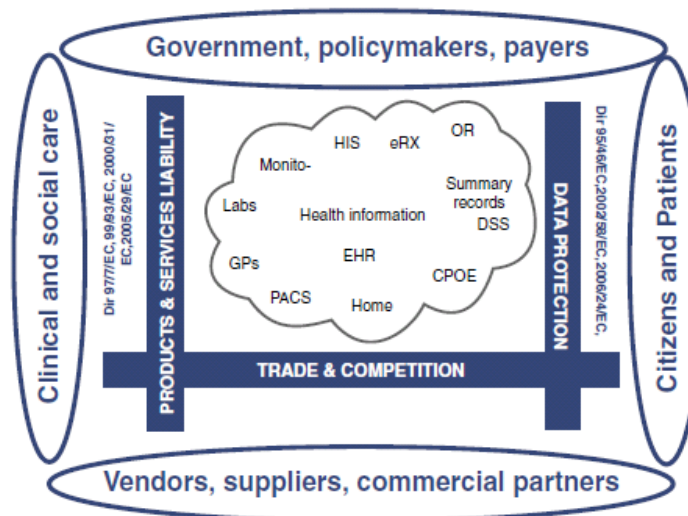 Government, policymakers, payers
Clinical and social care
Dir 97/7/EC, 99/93/EC, 2000/31/
EC,2005/29/EC
PRODUCTS & SERVICES LIABILITY
HIS
eRX
OR
Monito-
Labs
Summary
records
Health information
DSS
GPs
EHR
CPOE
PACS
Home
DATA PROTECTION
Dir 95/46/EC,2002/58/EC,2006/24/EC,
Citizens and Patients
TRADE & COMPETITION
Vendors, suppliers, commercial partners